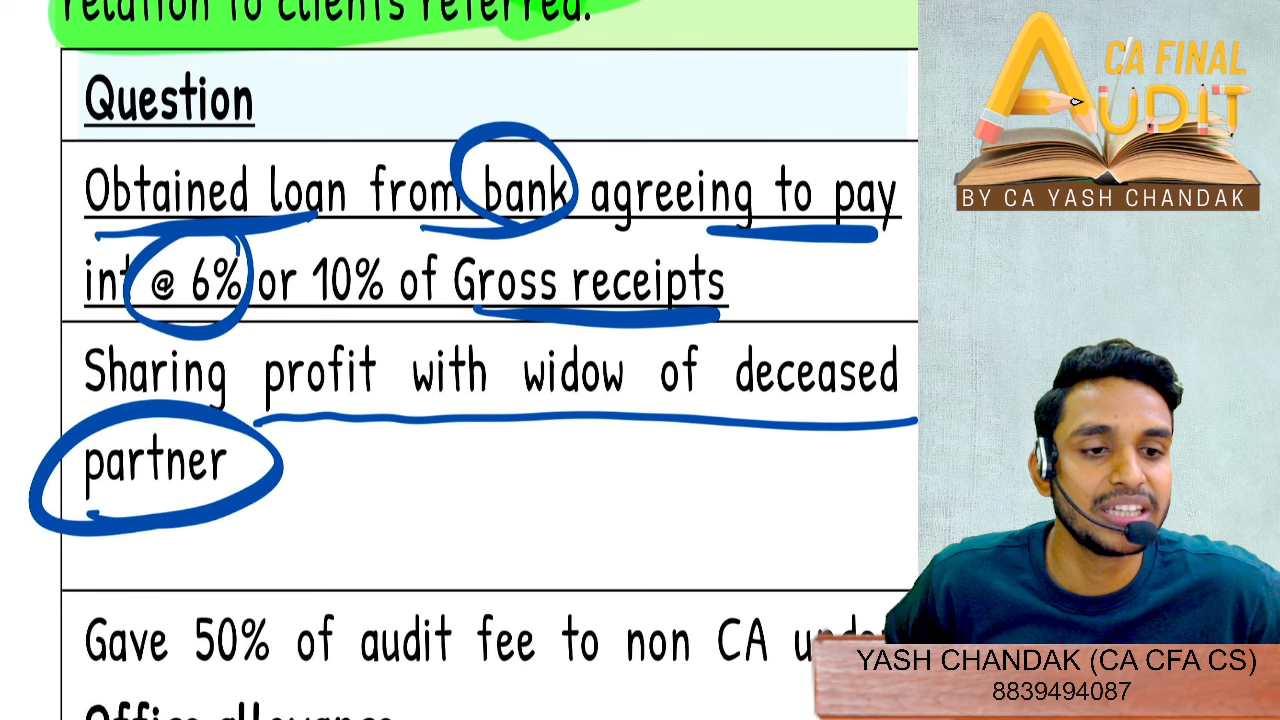 relation to clients referred.
Question
Obtained loan from bank agreeing to pay
int @ 6% or 10% of Gross receipts
Sharing profit with widow of deceased
partner
Gave 50% of audit fee to non CA
Office allowance
CA FINAL
AUDIT
BY CA YASH CHANDAK
YASH CHANDAK (CA CFA CS)
8839494087